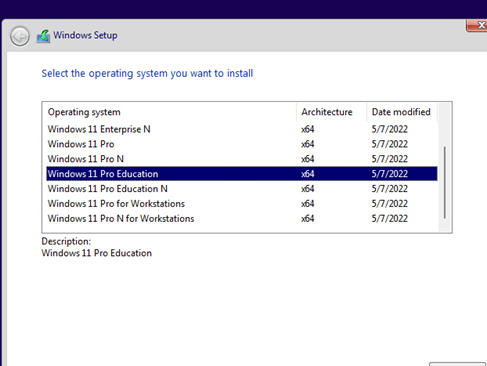 Windows Setup
Select the operating system you want to install
Operating system Architecture Date modified
Windows 11 Enterprise N x64 5/7/2022
Windows 11 Pro x64 5/7/2022
Windows 11 Pro N x64 5/7/2022
Windows 11 Pro Education x64 5/7/2022
Windows 11 Pro Education N x64 5/7/2022
Windows 11 Pro for Workstations x64 5/7/2022
Windows 11 Pro N for Workstations x64 5/7/2022
Description:
Windows 11 Pro Education